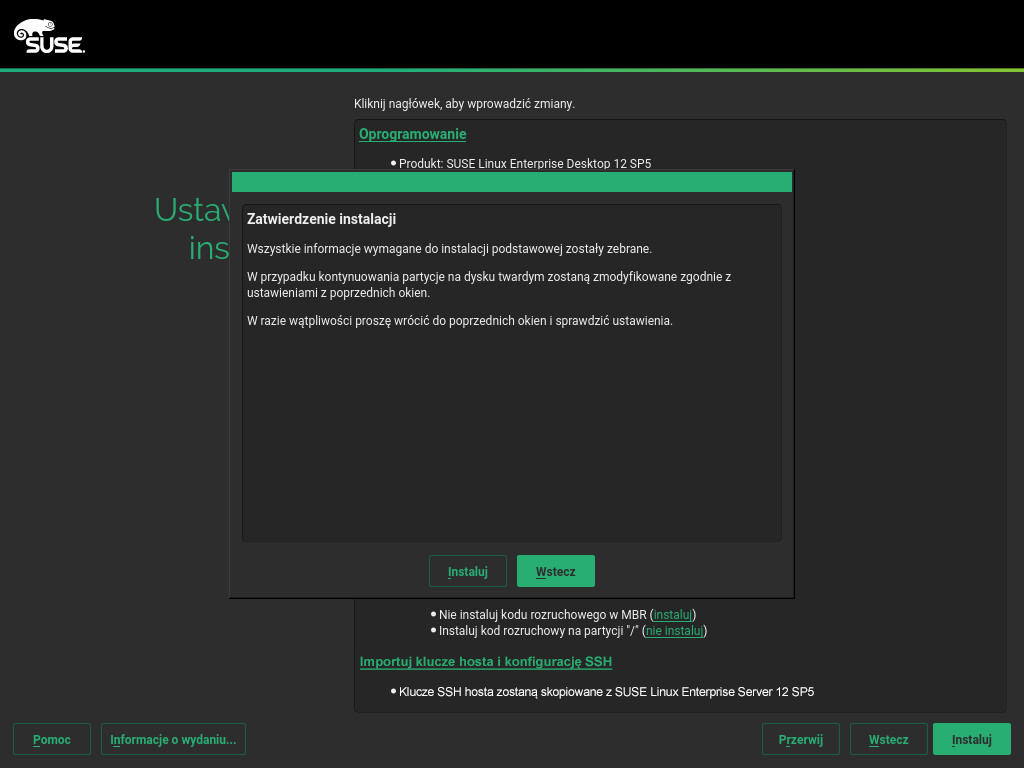 SUSE.
Kliknij nagłówek, aby wprowadzić zmiany.
Oprogramowanie
Produkt: SUSE Linux Enterprise Desktop 12 SP5
Zatwierdzenie instalacji
Wszystkie informacje wymagane do instalacji podstawowej zostały zebrane.
W przypadku kontynuowania partycje na dysku twardym zostaną zmodyfikowane zgodnie z
ustawieniami z poprzednich okien.
W razie wątpliwości proszę wrócić do poprzednich okien i sprawdzić ustawienia.
Instaluj Wstecz
Nie instaluj kodu rozruchowego w MBR (instaluj)
Instaluj kod rozruchowy na partycji "/" (nie instaluj)
Importuj klucze hosta i konfigurację SSH
Klucze SSH hosta zostaną skopiowane z SUSE Linux Enterprise Server 12 SP5
Pomoc Informacje o wydaniu... Przerwij Wstecz Instaluj